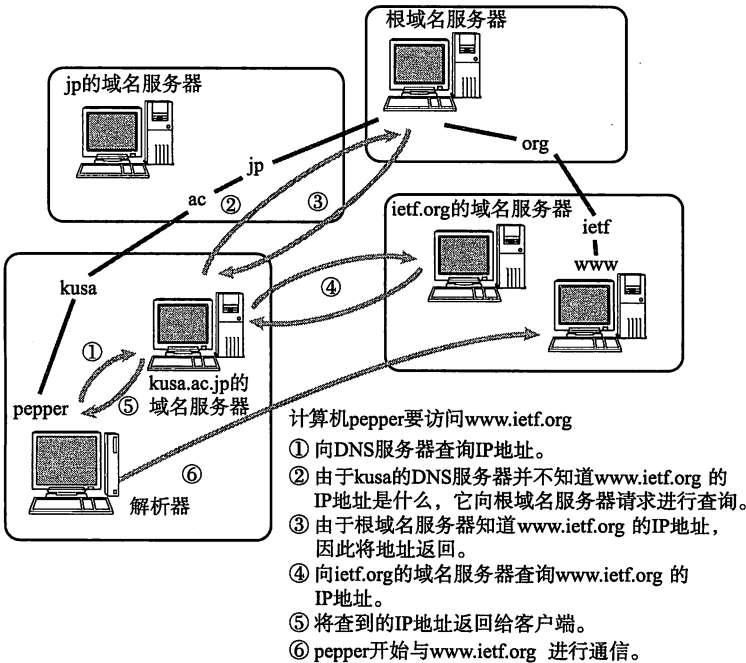 根域名服务器
jp的域名服务器
org
jp
ac
②
③
ietf.org的域名服务器
ietf
www
kusa
④
①
kusa.ac.jp的
域名服务器
⑤
pepper
⑥
解析器
计算机pepper要访问www.ietf.org
① 向DNS服务器查询IP地址。
② 由于kusa的DNS服务器并不知道www.ietf.org 的
IP地址是什么，它向根域名服务器请求进行查询。
③ 由于根域名服务器知道www.ietf.org 的IP地址，
因此将地址返回。
④ 向ietf.org的域名服务器查询www.ietf.org 的
IP地址。
⑤ 将查到的IP地址返回给客户端。
⑥ pepper开始与www.ietf.org 进行通信。